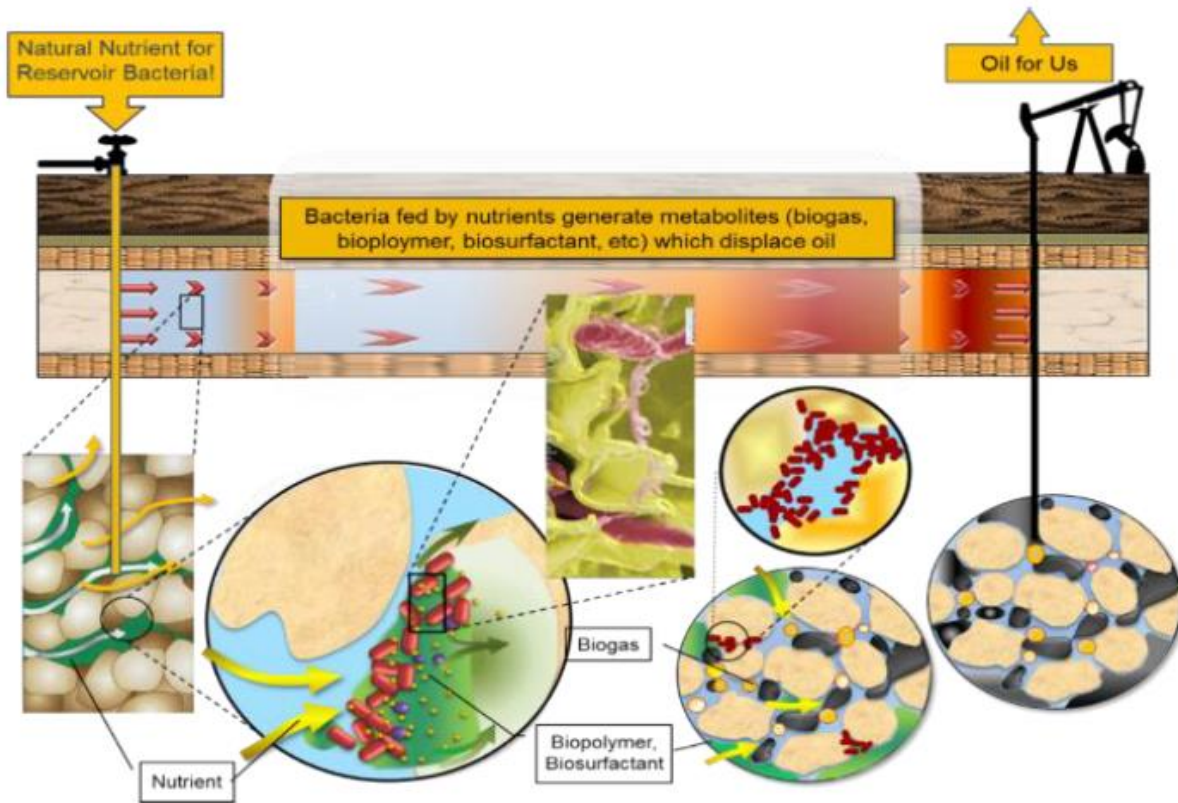 Natural Nutrient for
Reservoir Bacteria!
Oil for Us
Bacteria fed by nutrients generate metabolites (biogas,
bioploymer, biosurfactant, etc) which displace oil
Biogas
Biopolymer,
Biosurfactant
Nutrient